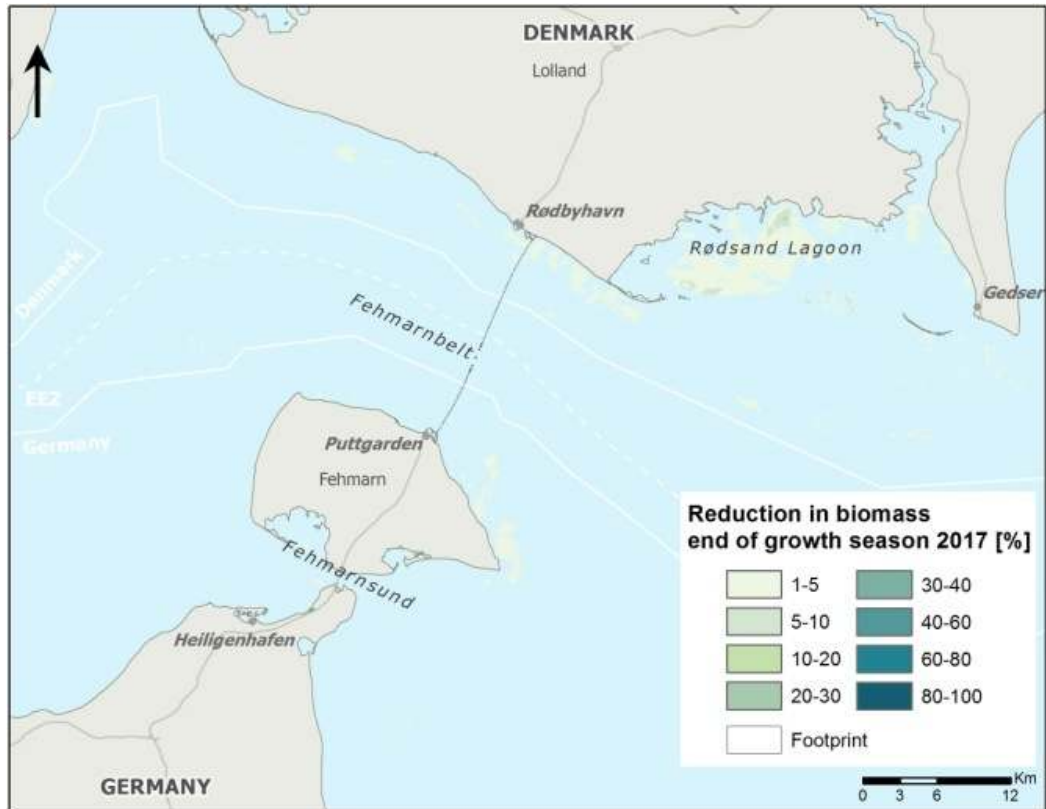 DENMARK
Lolland
Rødbyhavn
Rødsand Lagoon
Gedser
Denmark
Fehmarnbelt
EEZ
Germany
Puttgarden
Fehmarn
Fehmarnsund
Heiligenhafen
GERMANY
Reduction in biomass
end of growth season 2017 [%]
1-5
30-40
5-10
40-60
10-20
60-80
20-30
80-100
Footprint
Km
0 3 6 12